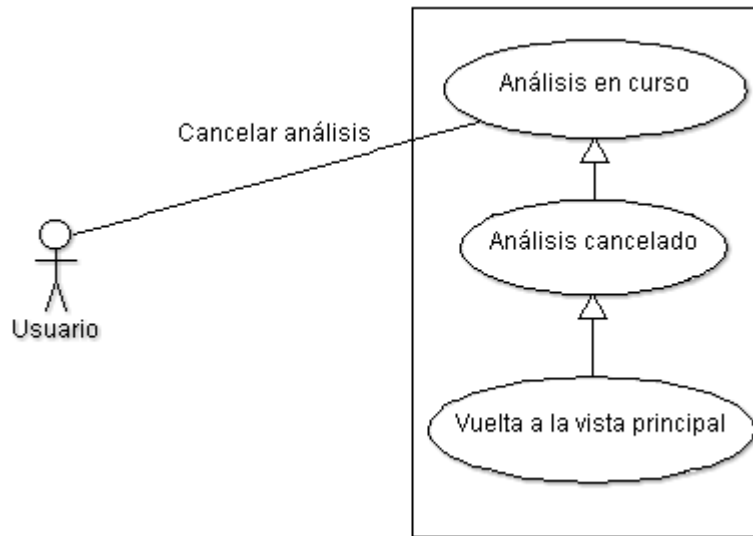 Análisis en curso
Cancelar análisis
Análisis cancelado
Usuario
Vuelta a la vista principal